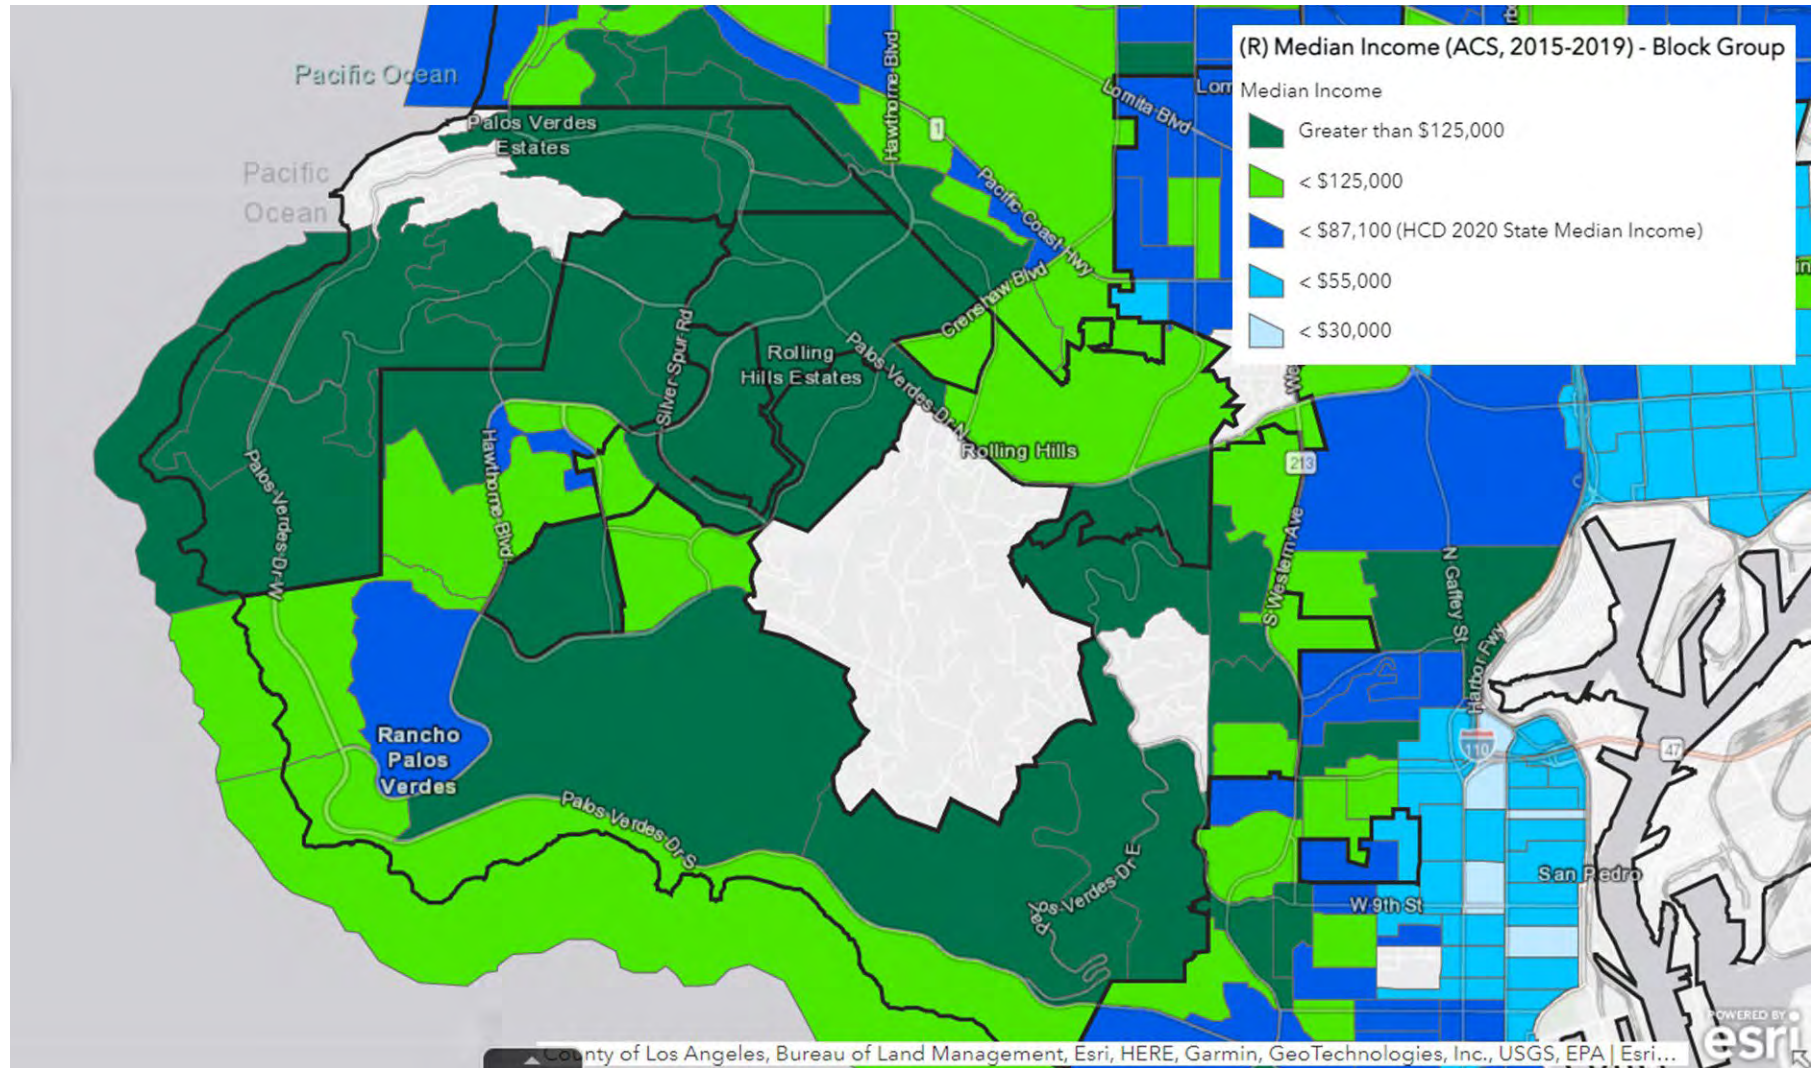 (R) Median Income (ACS, 2015-2019) - Block Group
Median Income
Greater than $125,000
< $125,000
< $87,100 (HCD 2020 State Median Income)
< $55,000
< $30,000
Pacific Ocean
Pacific
Ocean
Palos Verdes
Estates
Hawthorne Blvd
1
Lomita Blvd
Lom
Pacific Coast Hwy
Crenshaw Blvd
Silver Spur Rd
Rolling
Hills Estates
Palos Verdes Dr N
Rolling Hills
213
Hawthorne Blvd
Palos Verdes Dr W
S Western Ave
N Gaffey St
Harbor Fwy
Rancho
Palos
Verdes
110
47
Palos Verdes Dr S
Palos Verdes Dr E
San Pedro
W 9th St
POWERED BY
esri
County of Los Angeles, Bureau of Land Management, Esri, HERE, Garmin, GeoTechnologies, Inc., USGS, EPA | Esri...